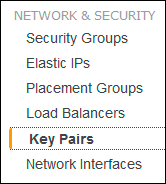 NETWORK & SECURITY
Security Groups
Elastic IPs
Placement Groups
Load Balancers
Key Pairs
Network Interfaces